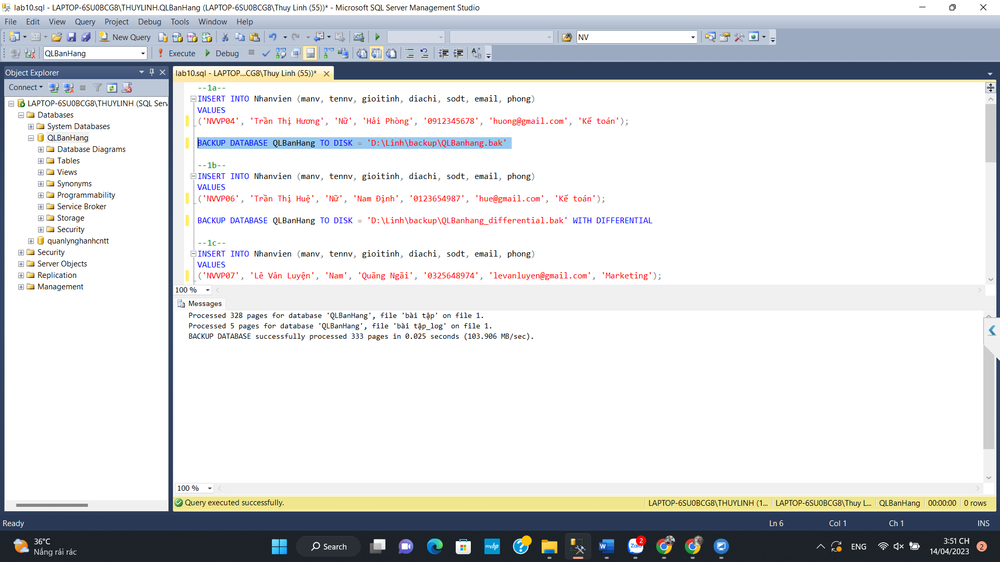 lab10.sql - LAPTOP-6SU0BCG8\THUYLINH.QLBanHang (LAPTOP-6SU0BCG8\Thuy Linh (55))* - Microsoft SQL Server Management Studio
File Edit View Query Project Debug Tools Window Help
New Query NV
QLBanHang Execute Debug
Object Explorer
Connect
LAPTOP-6SU0BCG8\THUYLINH (SQL Serv
Databases
System Databases
QLBanHang
Database Diagrams
Tables
Views
Synonyms
Programmability
Service Broker
Storage
Security
quanlynghanhcntt
Security
Server Objects
Replication
Management
lab10.sql - LAPTOP...CG8\Thuy Linh (55))*
--1a--
INSERT INTO Nhanvien (manv, tennv, gioitinh, diachi, sodt, email, phong)
VALUES
('NVVP04', 'Trần Thị Hương', 'Nữ', 'Hải Phòng', '0912345678', 'huong@gmail.com', 'Kế toán');
BACKUP DATABASE QLBanHang TO DISK = 'D:\Linh\backup\QLBanhang.bak'
--1b--
INSERT INTO Nhanvien (manv, tennv, gioitinh, diachi, sodt, email, phong)
VALUES
('NVVP06', 'Trần Thị Huệ', 'Nữ', 'Nam Định', '0123654987', 'hue@gmail.com', 'Kế toán');
BACKUP DATABASE QLBanHang TO DISK = 'D:\Linh\backup\QLBanhang_differential.bak' WITH DIFFERENTIAL
--1c--
INSERT INTO Nhanvien (manv, tennv, gioitinh, diachi, sodt, email, phong)
VALUES
('NVVP07', 'Lê Văn Luyện', 'Nam', 'Quãng Ngãi', '0325648974', 'levanluyen@gmail.com', 'Marketing');
100 %
Messages
Processed 328 pages for database 'QLBanHang', file 'bài tập' on file 1.
Processed 5 pages for database 'QLBanHang', file 'bài tập_log' on file 1.
BACKUP DATABASE successfully processed 333 pages in 0.025 seconds (103.906 MB/sec).
100 %
Query executed successfully. LAPTOP-6SU0BCG8\THUYLINH (1... LAPTOP-6SU0BCG8\Thuy L... QLBanHang 00:00:00 0 rows
Ready Ln 6 Col 1 Ch 1 INS
36°C
Nắng rải rác
Search
myhp
Zalo
2
ENG
3:51 CH
14/04/2023
2